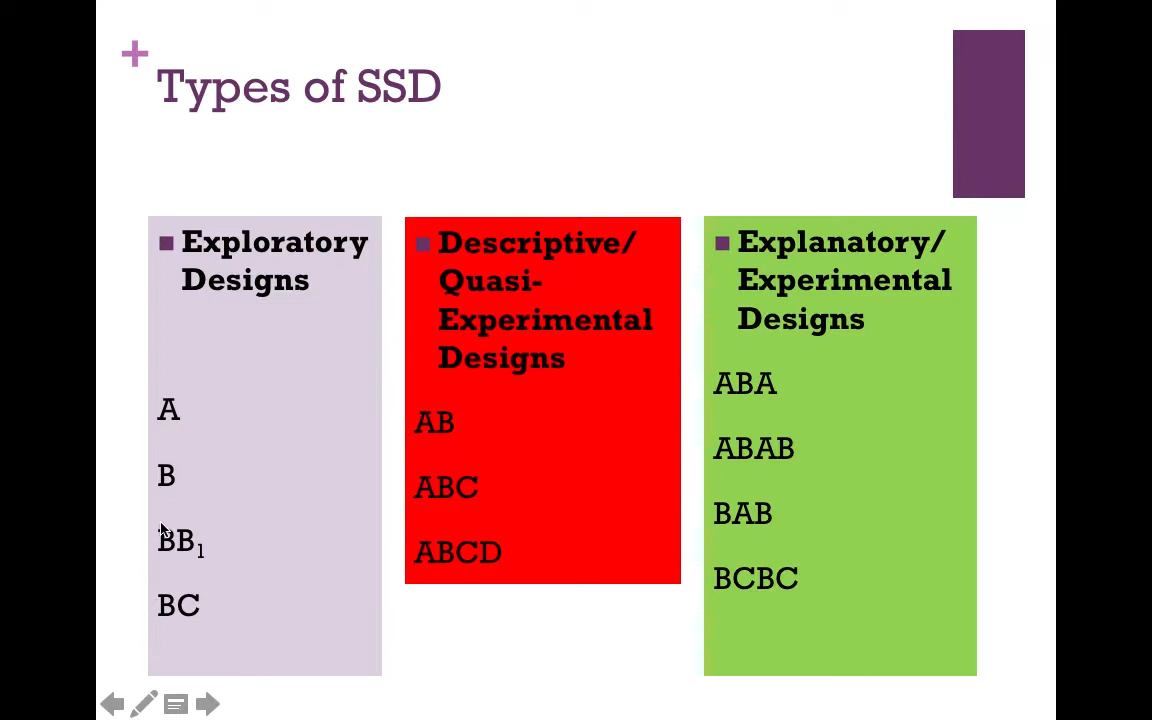 +
Types of SSD
Exploratory
Designs
A
B
BB₁
BC
Descriptive/
Quasi-
Experimental
Designs
AB
ABC
ABCD
Explanatory/
Experimental
Designs
ABA
ABAB
BAB
BCBC